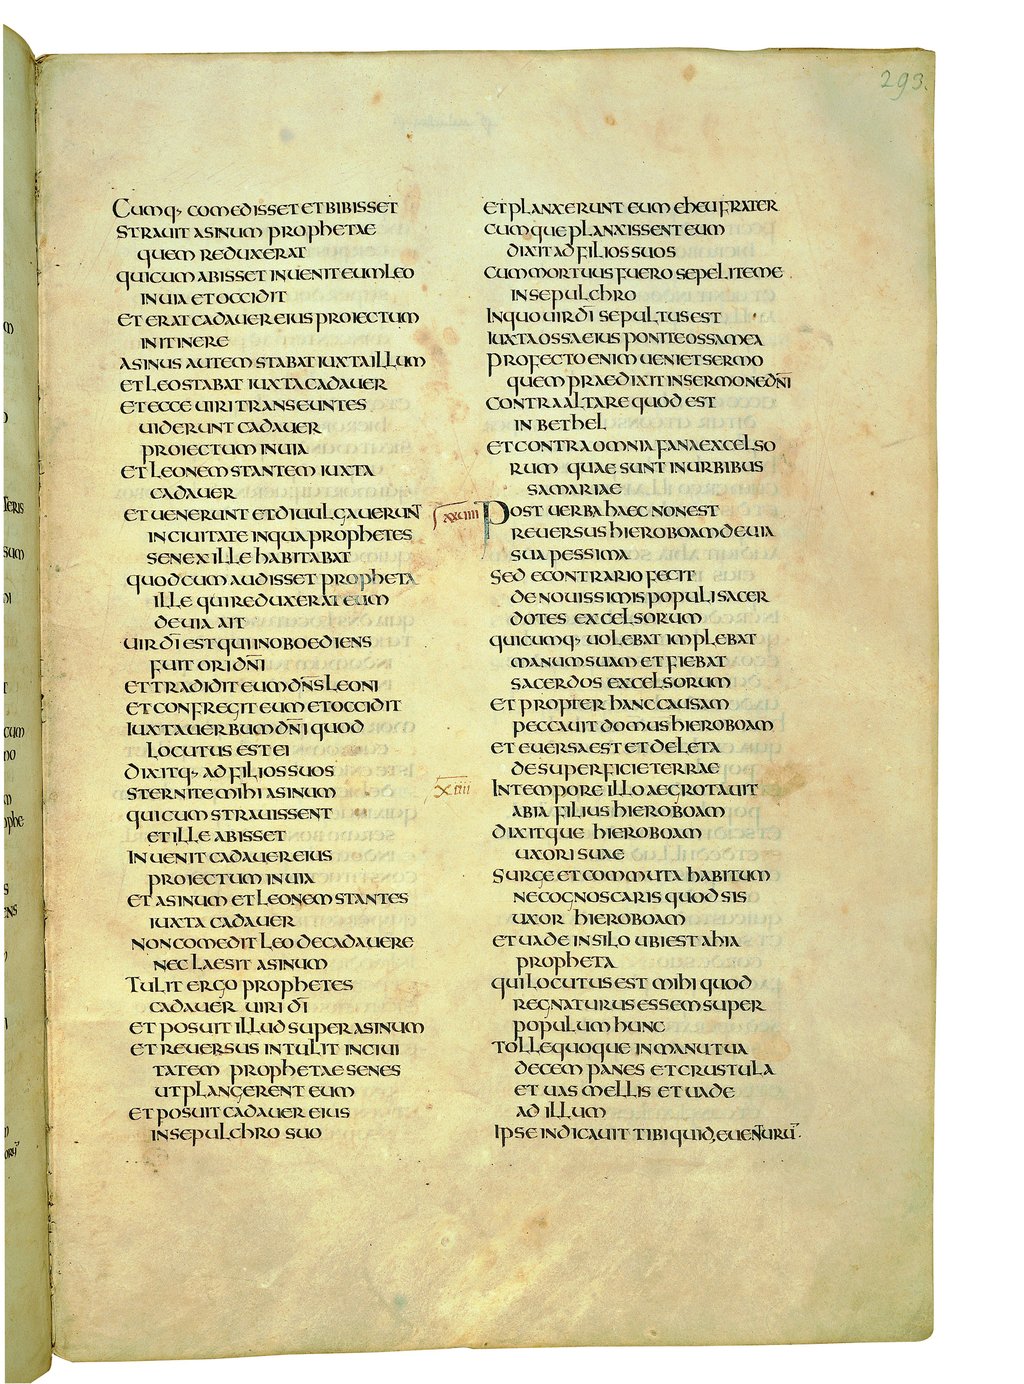 293.
Cumq; comedisset et bibisset
stravit asinum prophetae
quem reduxerat
qui cum abisset invenit eum leo
in via et occidit
et erat cadaver eius proiectum
in itinere
asinus autem stabat iuxta illum
et leo stabat iuxta cadaver
et ecce viri transeuntes
viderunt cadaver
proiectum in via
et leonem stantem iuxta
cadaver
et venerunt et divulgaverunt
in civitate in qua prophetes
senex ille habitabat
quod cum audisset propheta
ille qui reduxerat eum
de via ait
vir dī est qui inoboediens
fuit ori dn̄i
et tradidit eum dn̄s leoni
et confregit eum et occidit
iuxta verbum dn̄i quod
locutus est ei
dixitq; ad filios suos
sternite mihi asinum
qui cum stravissent
et ille abisset
invenit cadaver eius
proiectum in via
et asinum et leonem stantes
iuxta cadaver
non comedit leo de cadavere
nec laesit asinum
Tulit ergo prophetes
cadaver viri dī
et posuit illud super asinum
et reversus intulit in civi
tatem prophetae senes
ut plangerent eum
et posuit cadaver eius
in sepulchro suo
et planxerunt eum eheu frater
cumque planxissent eum
dixit ad filios suos
cum mortuus fuero sepelite me
in sepulchro
in quo vir dī sepultus est
iuxta ossa eius ponite ossa mea
profecto enim veniet sermo
quem praedixit in sermone dn̄i
contra altare quod est
in bethel
et contra omnia fana excelso
rum quae sunt in urbibus
samariae
xxxiiii Post verba haec non est
reversus hieroboam de via
sua pessima
sed e contrario fecit
de novissimis populi sacer
dotes excelsorum
quicumq; volebat implebat
manum suam et fiebat
sacerdos excelsorum
et propter hanc causam
peccavit domus hieroboam
et eversa est et deleta
de superficie terrae
xiiii In tempore illo aegrotavit
abia filius hieroboam
dixitque hieroboam
uxori suae
surge et commuta habitum
ne cognoscaris quod sis
uxor hieroboam
et vade in silo ubi est ahia
propheta
qui locutus est mihi quod
regnaturus essem super
populum hunc
tolle quoque in manu tua
decem panes et crustula
et vas mellis et vade
ad illum
ipse indicavit tibi quid eventurū.